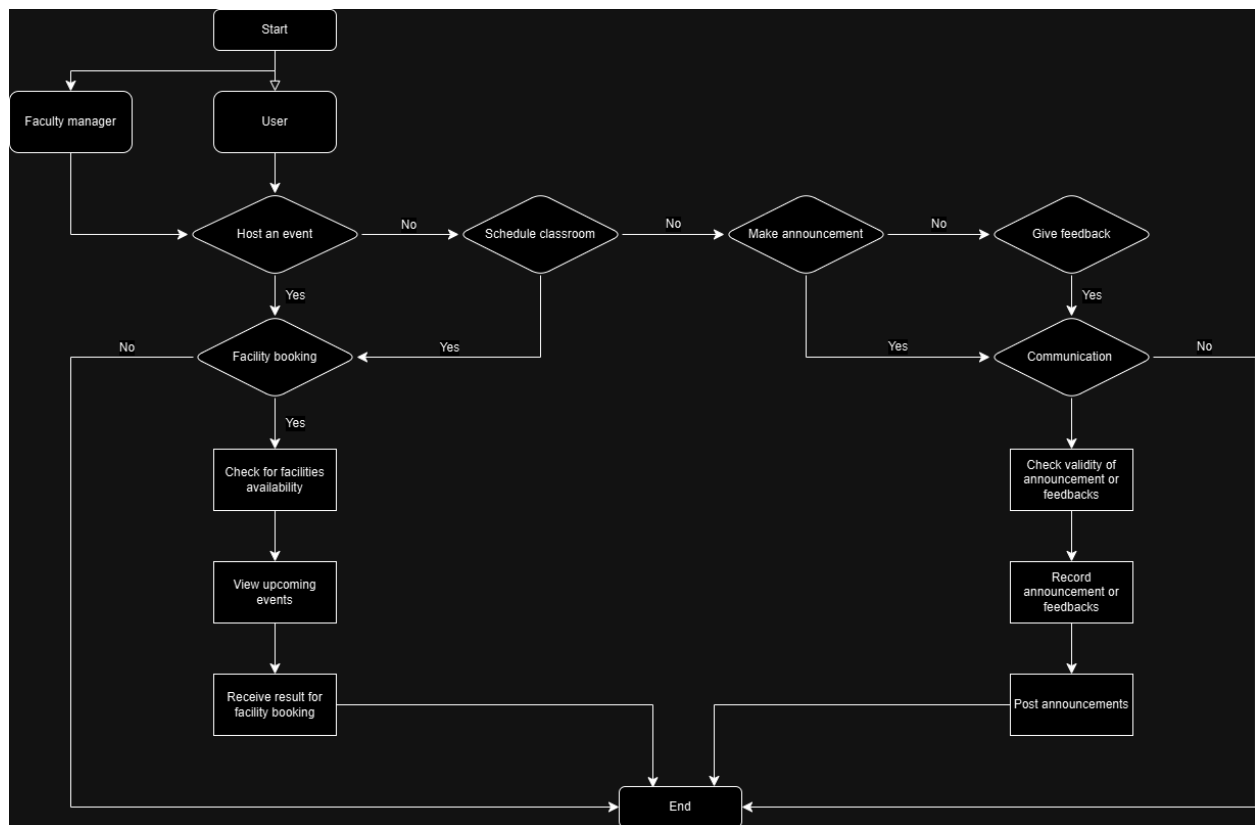 Start
Faculty manager
User
Host an event
No
Schedule classroom
No
Make announcement
No
Give feedback
Yes
Yes
No
Facility booking
Yes
Yes
Communication
No
Yes
Check for facilities
availability
Check validity of
announcement or
feedbacks
View upcoming
events
Record
announcement or
feedbacks
Receive result for
facility booking
Post announcements
End